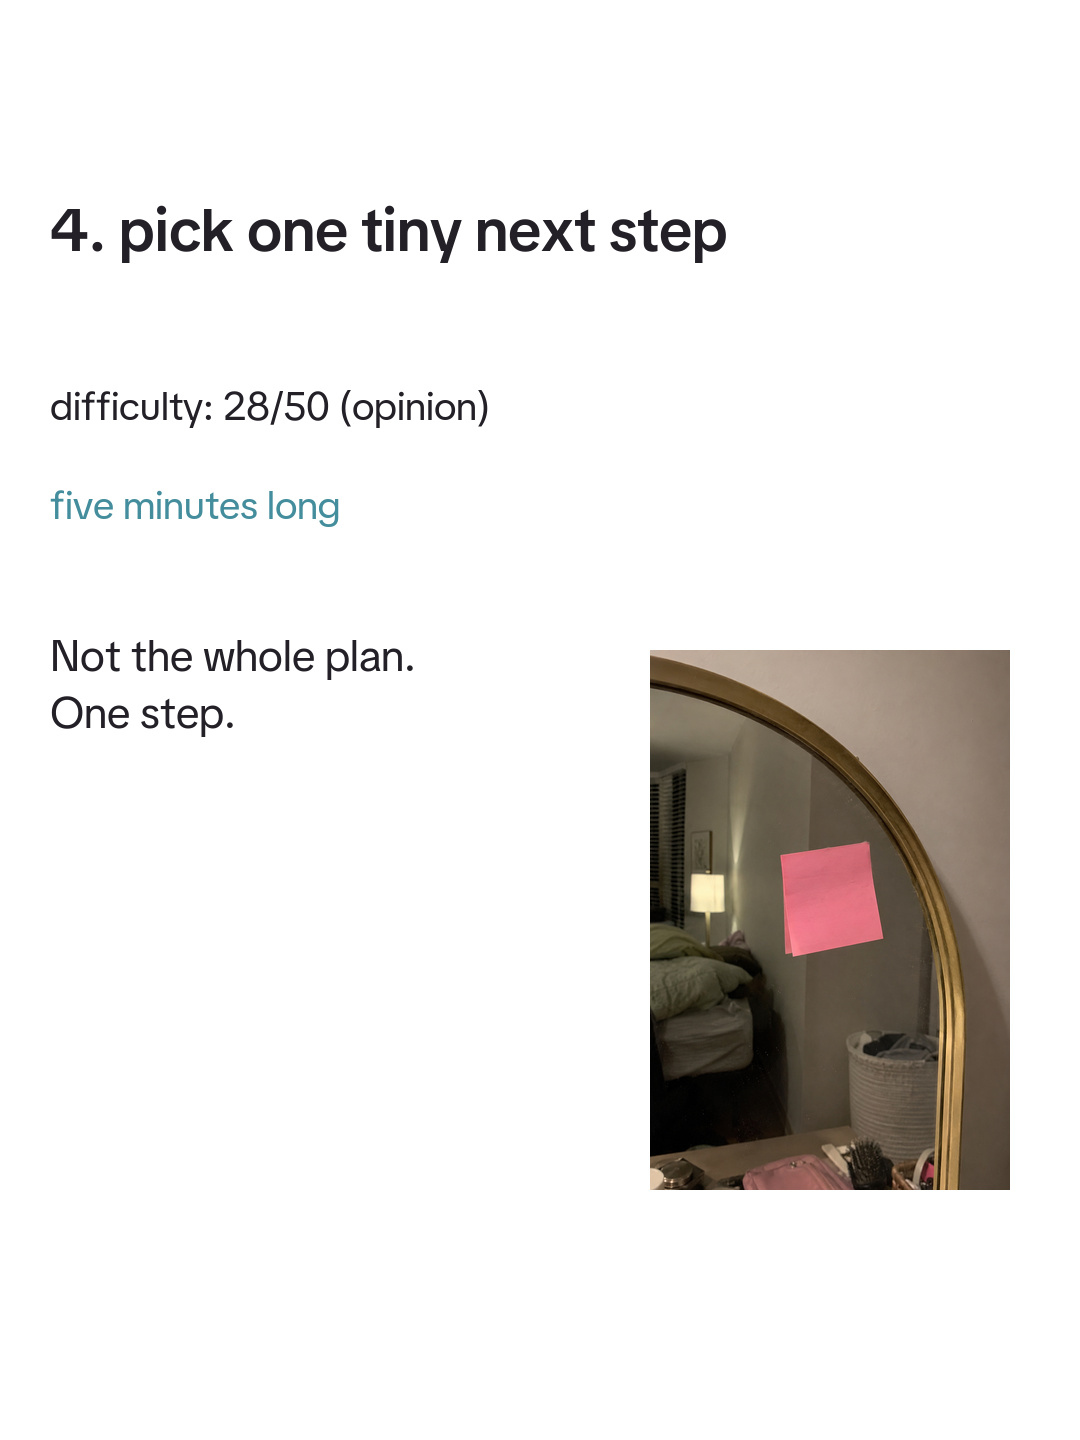 4. pick one tiny next step
difficulty: 28/50 (opinion)
five minutes long
Not the whole plan.
One step.